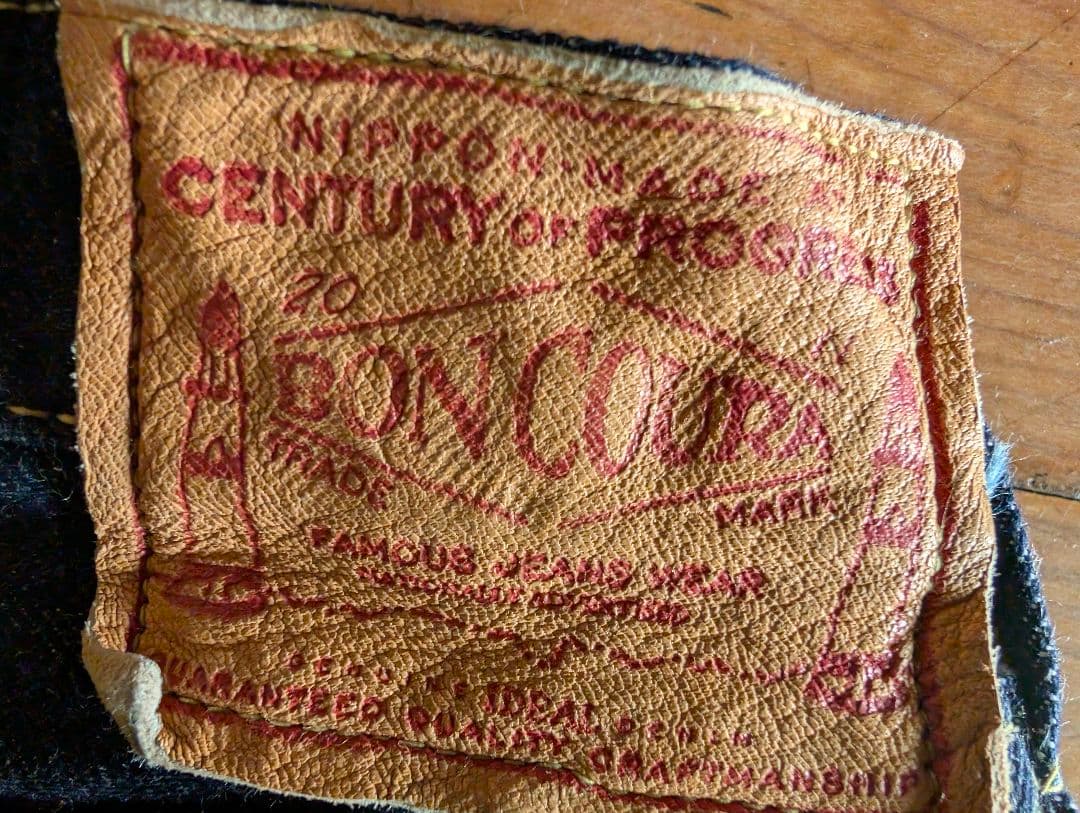 NIPPON-MADE
CENTURY OF PROGRESS
20
BONCOURA
TRADE MARK
FAMOUS JEANS WEAR
NATIONALLY ADVERTISED
IDEAL
GUARANTEED QUALITY CRAFTMANSHIP